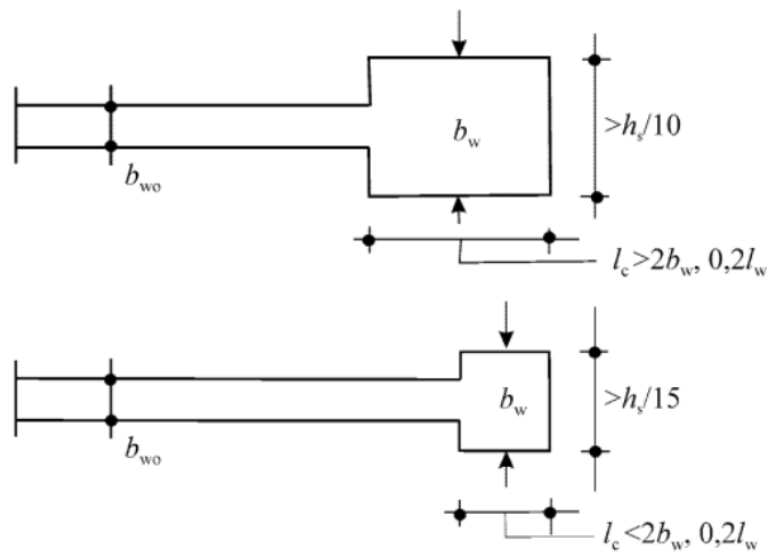 b_w
>h_s/10
b_wo
l_c>2b_w, 0,2l_w
b_w
>h_s/15
b_wo
l_c<2b_w, 0,2l_w